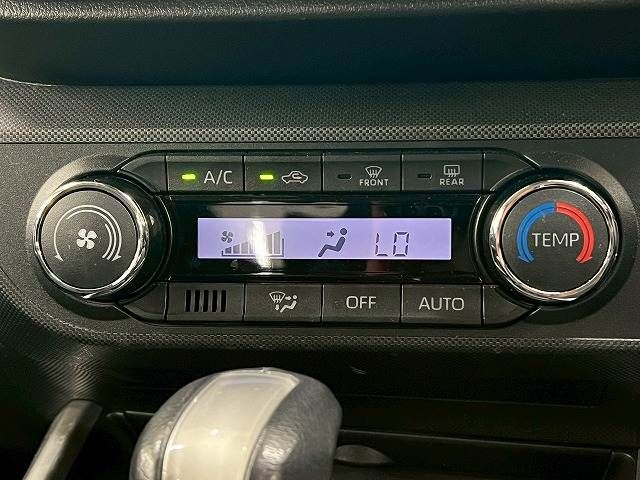 A/C
FRONT
REAR
LO
TEMP
OFF
AUTO